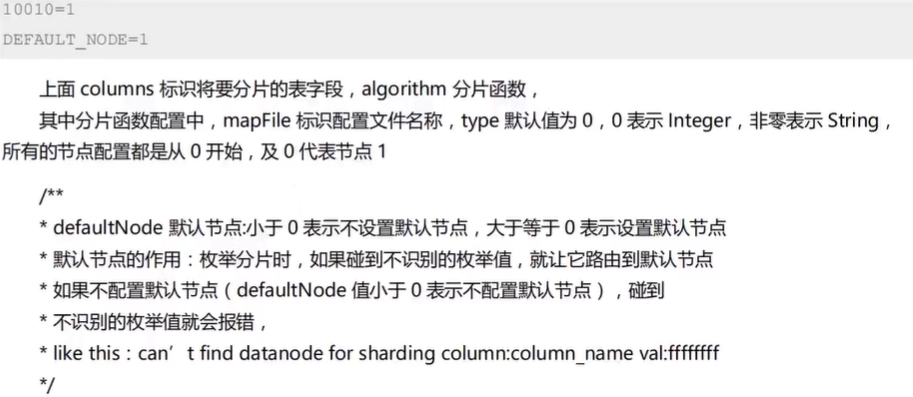 10010=1
DEFAULT_NODE=1
上面 columns 标识将要分片的表字段，algorithm 分片函数，
其中分片函数配置中，mapFile 标识配置文件名称，type 默认值为 0，0 表示 Integer，非零表示 String，
所有的节点配置都是从 0 开始，及 0 代表节点 1
/**
* defaultNode 默认节点:小于 0 表示不设置默认节点，大于等于 0 表示设置默认节点
* 默认节点的作用：枚举分片时，如果碰到不识别的枚举值，就让它路由到默认节点
* 如果不配置默认节点（defaultNode 值小于 0 表示不配置默认节点），碰到
* 不识别的枚举值就会报错，
* like this：can’t find datanode for sharding column:column_name val:ffffffff
*/